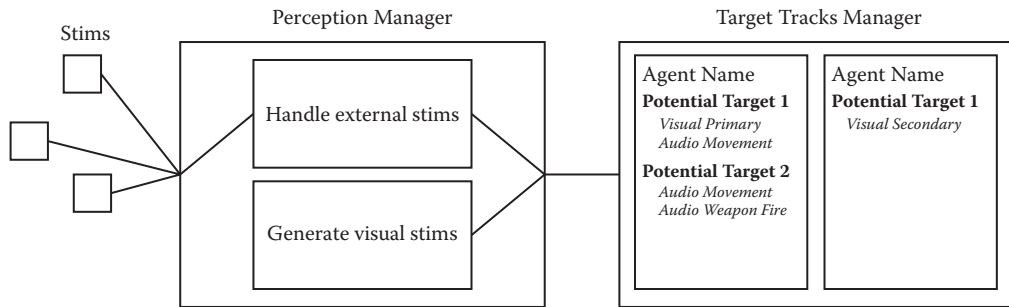 Perception Manager
Target Tracks Manager
Stims
Handle external stims
Generate visual stims
Agent Name
Potential Target 1
Visual Primary
Audio Movement
Potential Target 2
Audio Movement
Audio Weapon Fire
Agent Name
Potential Target 1
Visual Secondary